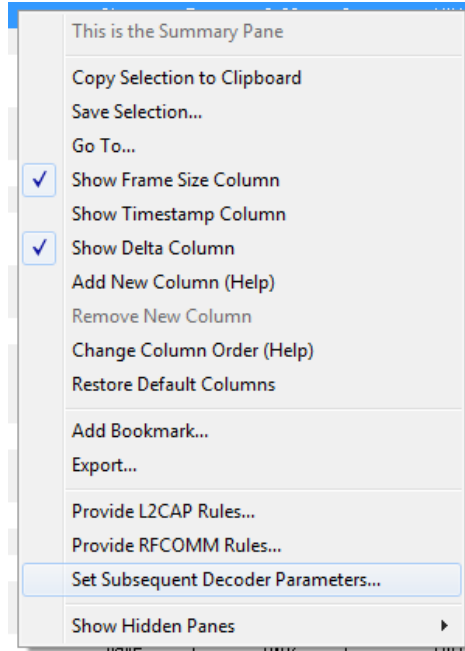 This is the Summary Pane
Copy Selection to Clipboard
Save Selection...
Go To...
Show Frame Size Column
Show Timestamp Column
Show Delta Column
Add New Column (Help)
Remove New Column
Change Column Order (Help)
Restore Default Columns
Add Bookmark...
Export...
Provide L2CAP Rules...
Provide RFCOMM Rules...
Set Subsequent Decoder Parameters...
Show Hidden Panes